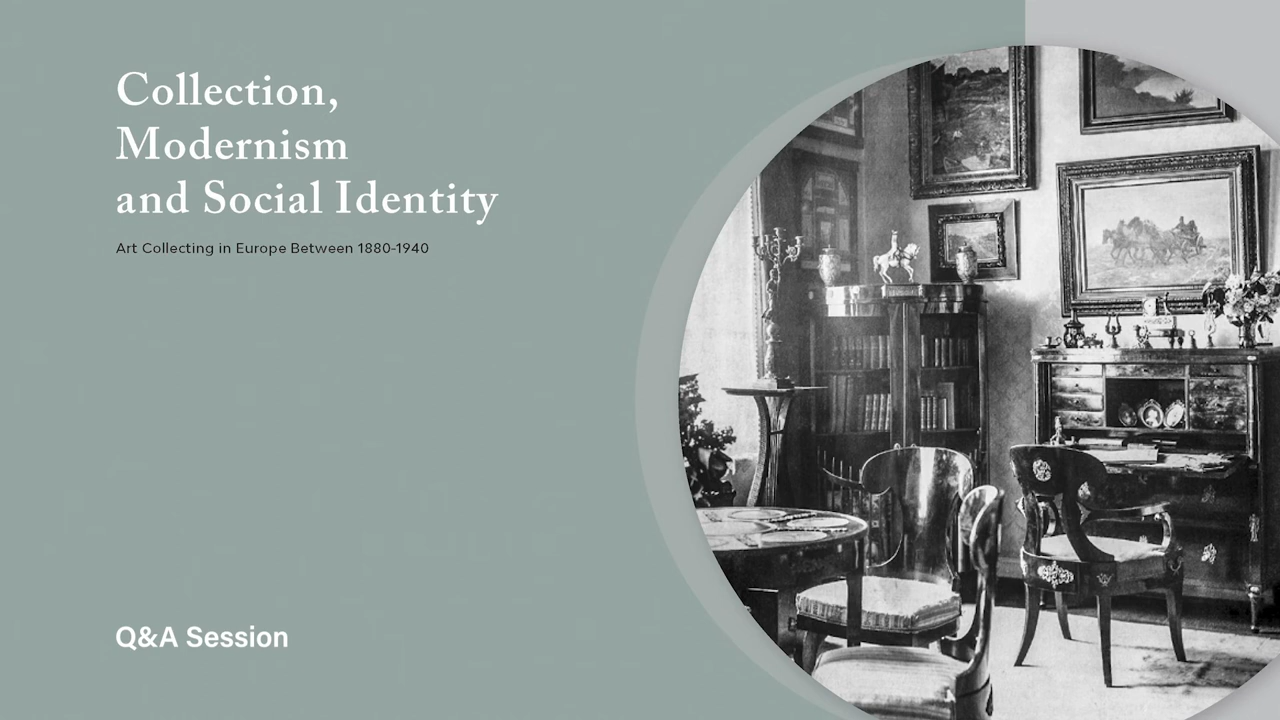 Collection,
Modernism
and Social Identity
Art Collecting in Europe Between 1880-1940
Q&A Session